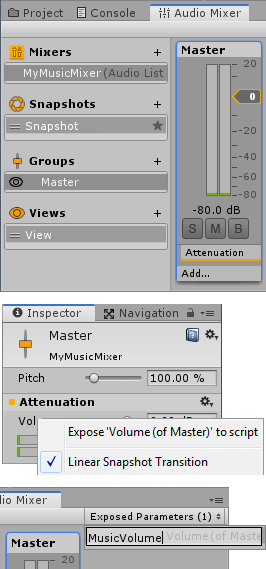 Project Console Audio Mixer
Mixers +
MyMusicMixer (Audio List
Snapshots +
Snapshot
Groups +
Master
Views +
View
Master
20
0
-20
-40
-60
-80
-80.0 dB
S M B
Attenuation
Add...
Inspector Navigation
Master
MyMusicMixer
Pitch 100.00 %
Attenuation
Vol
Expose 'Volume (of Master)' to script
Linear Snapshot Transition
dio Mixer
Exposed Parameters (1)
Master
MusicVolume Volume (of Maste
20